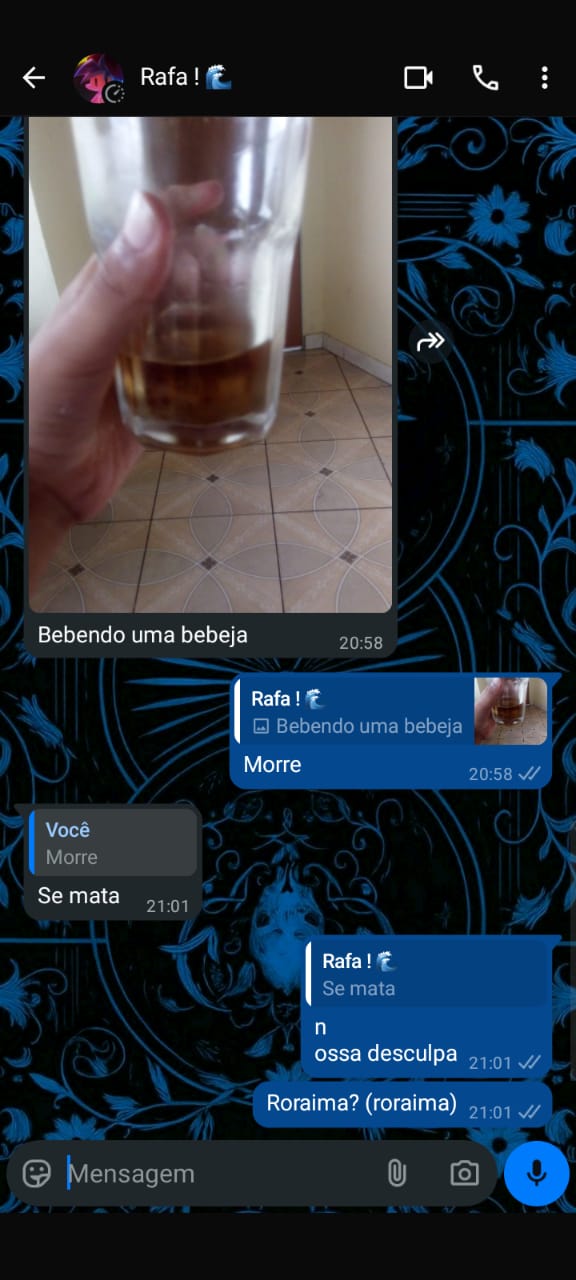 Rafa ! 🌊
Bebendo uma bebeja
20:58
Rafa ! 🌊
Bebendo uma bebeja
Morre
20:58
Você
Morre
Se mata
21:01
Rafa ! 🌊
Se mata
n
ossa desculpa
21:01
Roraima? (roraima)
21:01
Mensagem